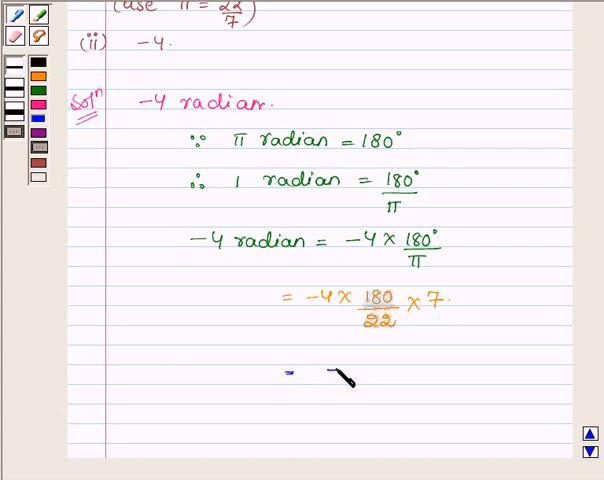 (use π = 22/7)
(ii) -4.
Solⁿ -4 radian.
∵ π radian = 180°
∴ 1 radian = 180°/π
-4 radian = -4 × 180°/π
= -4 × 180/22 × 7.
= -